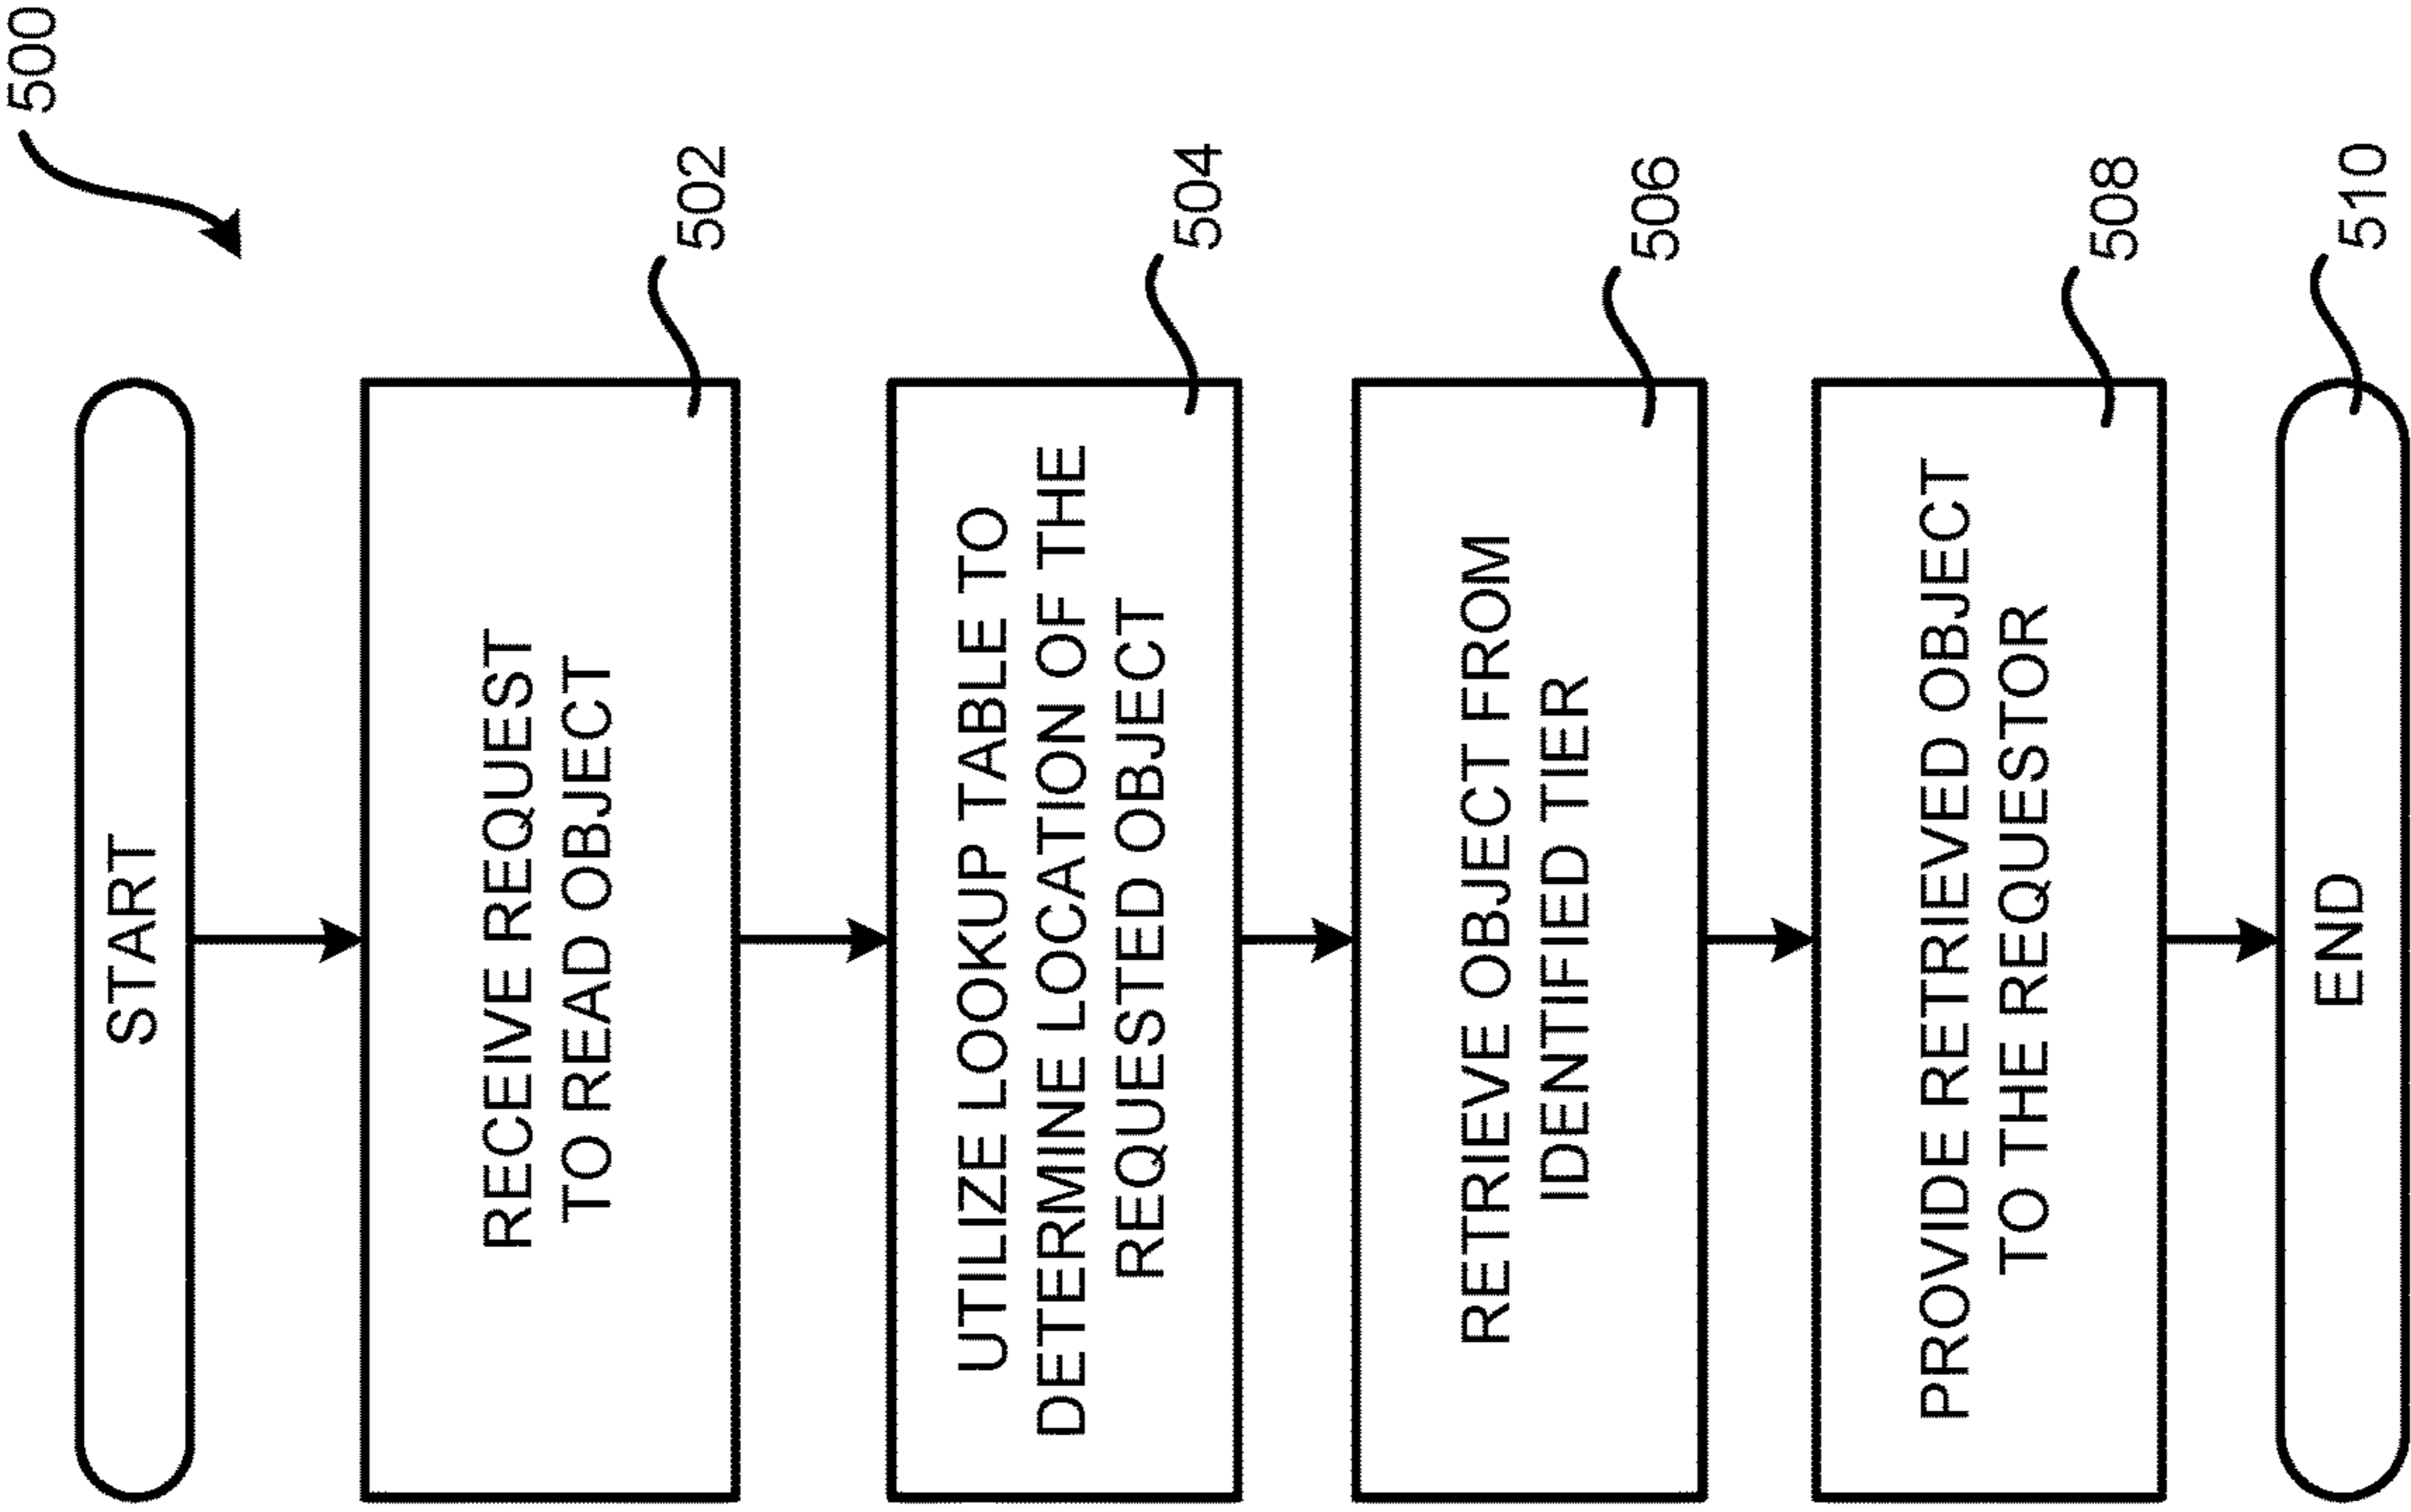 500
START
RECEIVE REQUEST
TO READ OBJECT
502
UTILIZE LOOKUP TABLE TO
DETERMINE LOCATION OF THE
REQUESTED OBJECT
504
RETRIEVE OBJECT FROM
IDENTIFIED TIER
506
PROVIDE RETRIEVED OBJECT
TO THE REQUESTOR
508
END
510